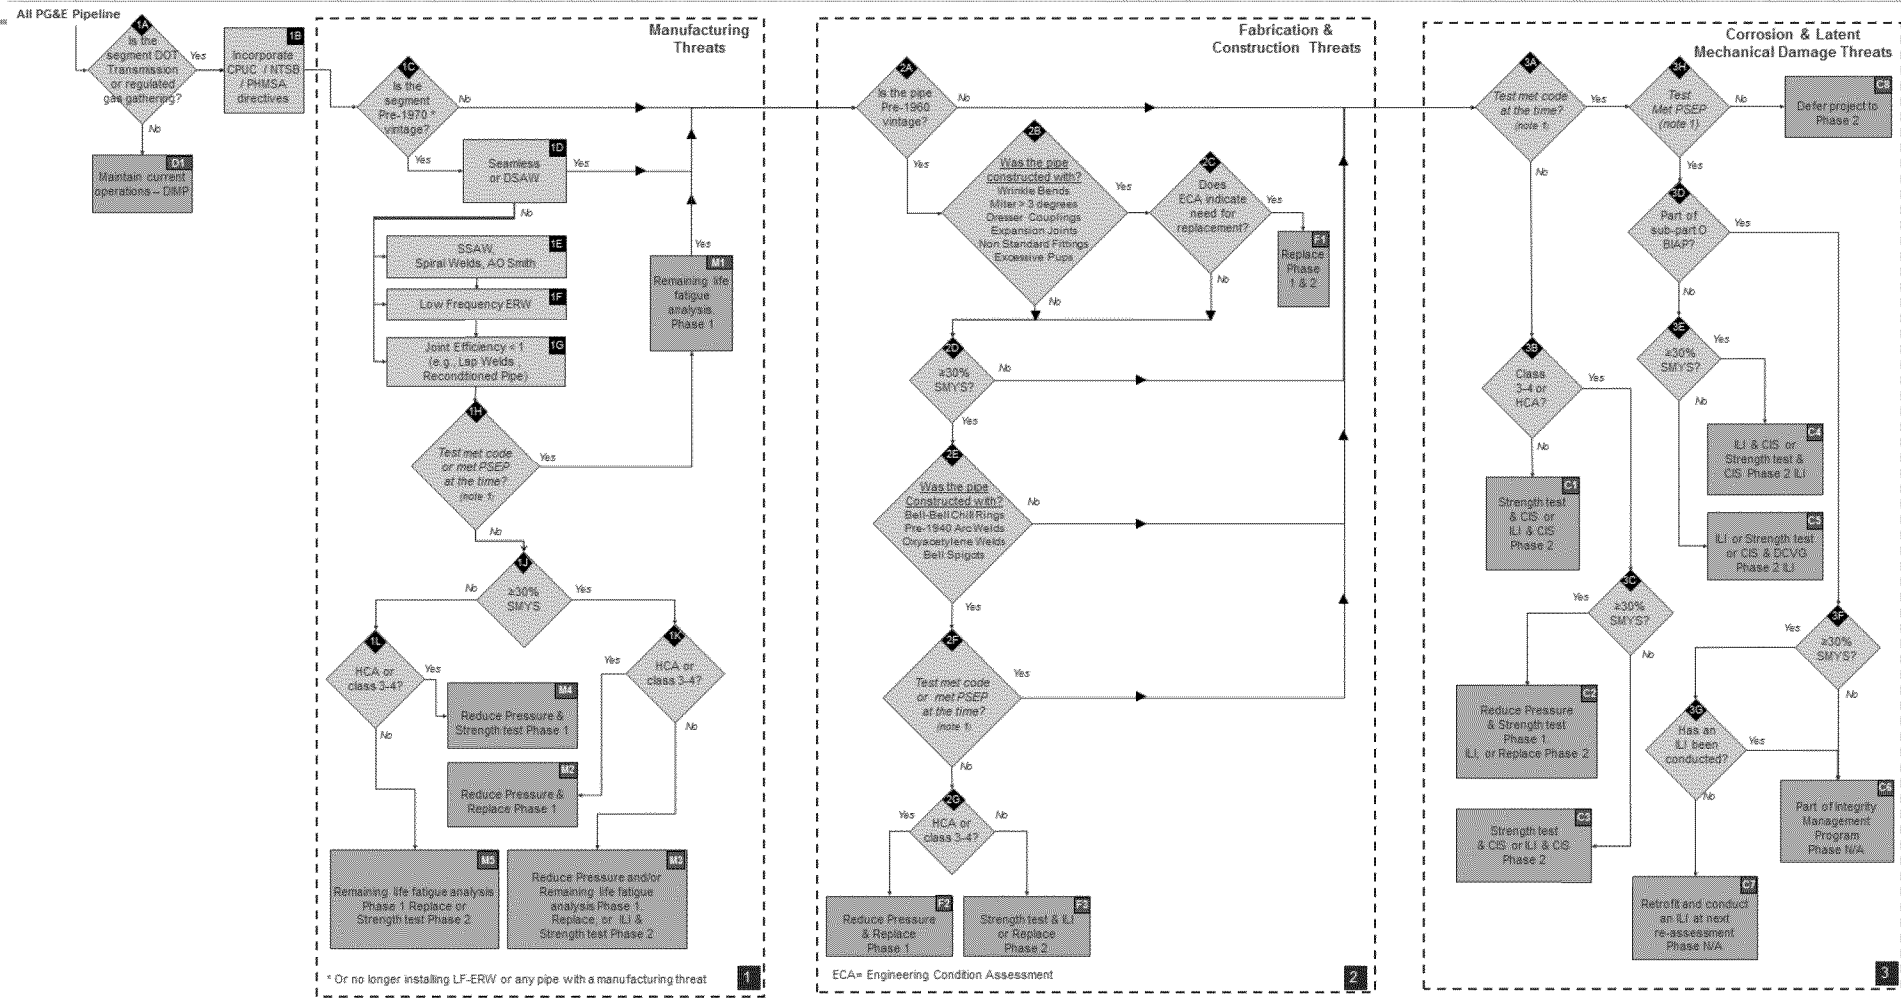 All PG&E Pipeline
1A
Is the
segment DOT
Transmission
or regulated
gas gathering?
Yes
No
1B
Incorporate
CPUC / NTSB
/ PHMSA
directives
D1
Maintain current
operations – DIMP
Manufacturing
Threats
1C
Is the
segment
Pre-1970 *
vintage?
No
Yes
1D
Seamless
or DSAW
Yes
No
1E
SSAW,
Spiral Welds, AO Smith
1F
Low Frequency ERW
1G
Joint Efficiency < 1
(e.g., Lap Welds
Reconditioned Pipe)
Yes
M1
Remaining life
fatigue
analysis
Phase 1
1H
Test met code
or met PSEP
at the time?
(note 1)
Yes
No
1J
≥30%
SMYS
No
Yes
1L
HCA or
class 3-4?
Yes
No
1K
HCA or
class 3-4?
Yes
No
M4
Reduce Pressure &
Strength test Phase 1
M2
Reduce Pressure &
Replace Phase 1
M5
Remaining life fatigue analysis
Phase 1 Replace or
Strength test Phase 2
M3
Reduce Pressure and/or
Remaining life fatigue
analysis Phase 1
Replace, or ILI &
Strength test Phase 2
* Or no longer installing LF-ERW or any pipe with a manufacturing threat
1
Fabrication &
Construction Threats
2A
Is the pipe
Pre-1960
vintage?
No
Yes
2B
Was the pipe
constructed with?
Wrinkle Bends
Miter > 3 degrees
Dresser Couplings
Expansion Joints
Non Standard Fittings
Excessive Pups
Yes
No
2C
Does
ECA indicate
need for
replacement?
Yes
No
F1
Replace
Phase
1 & 2
2D
≥30%
SMYS?
No
Yes
2E
Was the pipe
Constructed with?
Bell-Bell Chill Rings
Pre-1940 Arc Welds
Oxyacetylene Welds
Bell Spigots
No
Yes
2F
Test met code
or met PSEP
at the time?
(note 1)
Yes
No
2G
HCA or
class 3-4?
Yes
No
F2
Reduce Pressure
& Replace
Phase 1
F3
Strength test & ILI
or Replace
Phase 2
ECA= Engineering Condition Assessment
2
Corrosion & Latent
Mechanical Damage Threats
3A
Test met code
at the time?
(note 1)
Yes
No
3H
Test
Met PSEP
(note 1)
No
Yes
C8
Defer project to
Phase 2
3D
Part of
sub-part O
BIAP?
Yes
No
3E
≥30%
SMYS?
Yes
No
3B
Class
3-4 or
HCA?
Yes
No
C4
ILI & CIS or
Strength test &
CIS Phase 2 ILI
C1
Strength test
& CIS or
ILI & CIS
Phase 2
C5
ILI or Strength test
or CIS & DCVG
Phase 2 ILI
3C
≥30%
SMYS?
Yes
No
3F
≥30%
SMYS?
Yes
No
C2
Reduce Pressure
& Strength test
Phase 1
ILI, or Replace Phase 2
3G
Has an
ILI been
conducted?
Yes
No
C3
Strength test
& CIS or ILI & CIS
Phase 2
C6
Part of Integrity
Management
Program
Phase N/A
C7
Retrofit and conduct
an ILI at next
re-assessment
Phase N/A
3